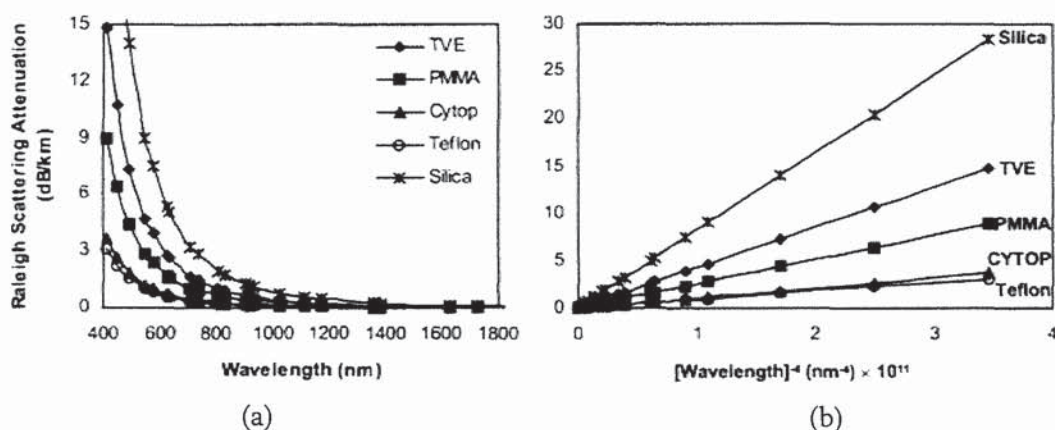 Raleigh Scattering Attenuation
(dB/km)
15
12
9
6
3
0
TVE
PMMA
Cytop
Teflon
Silica
400 600 800 1000 1200 1400 1600 1800
Wavelength (nm)
(a)
30
25
20
15
10
5
0
Silica
TVE
PMMA
CYTOP
Teflon
0 1 2 3 4
[Wavelength]⁻⁴ (nm⁻⁴) × 10¹¹
(b)